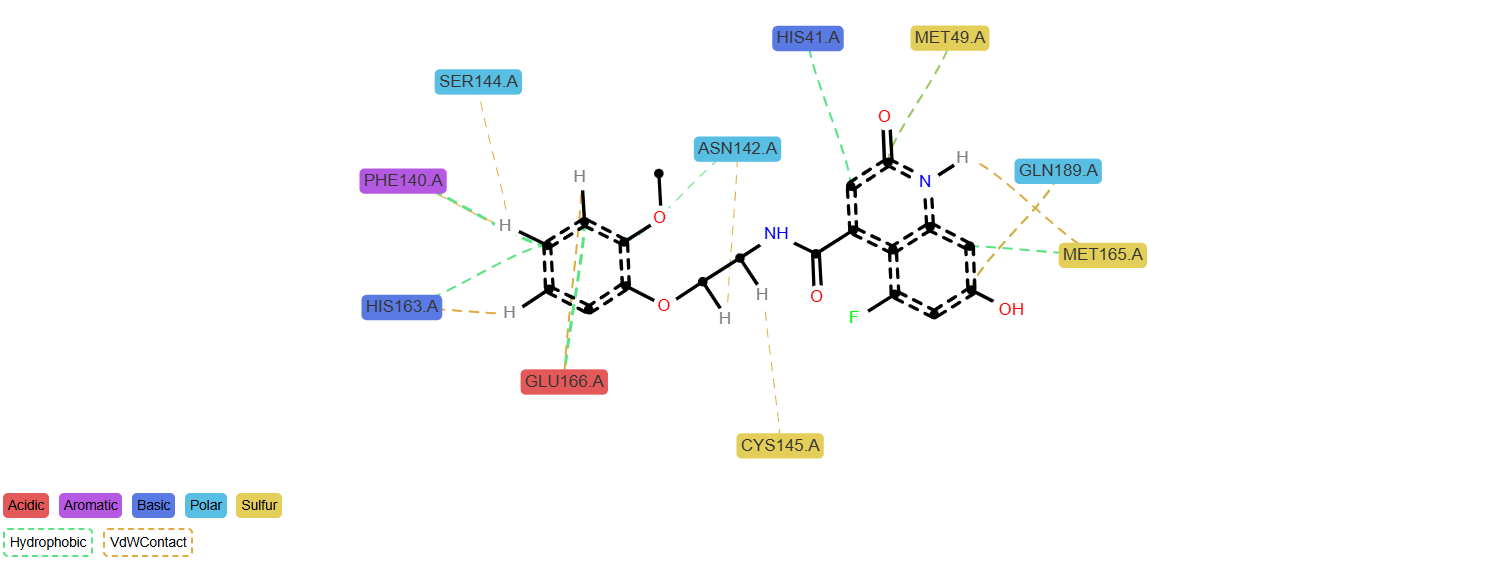 HIS41.A
MET49.A
SER144.A
O
ASN142.A
H
GLN189.A
H
PHE140.A
N
O
H
NH
MET165.A
H
O
O
HIS163.A
H
H
F
OH
GLU166.A
CYS145.A
Acidic Aromatic Basic Polar Sulfur
Hydrophobic VdWContact